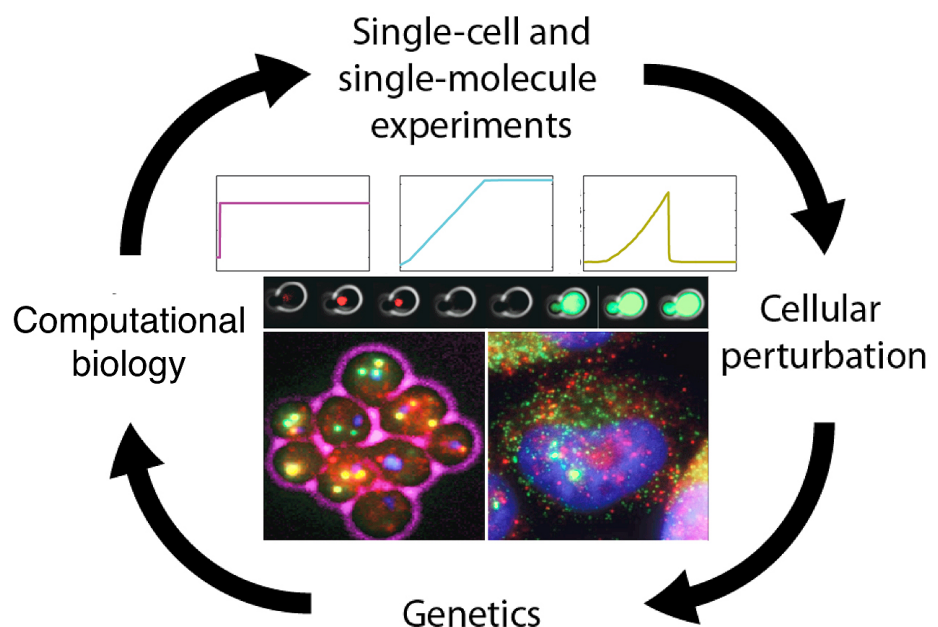 Single-cell and
single-molecule
experiments
Cellular
perturbation
Genetics
Computational
biology